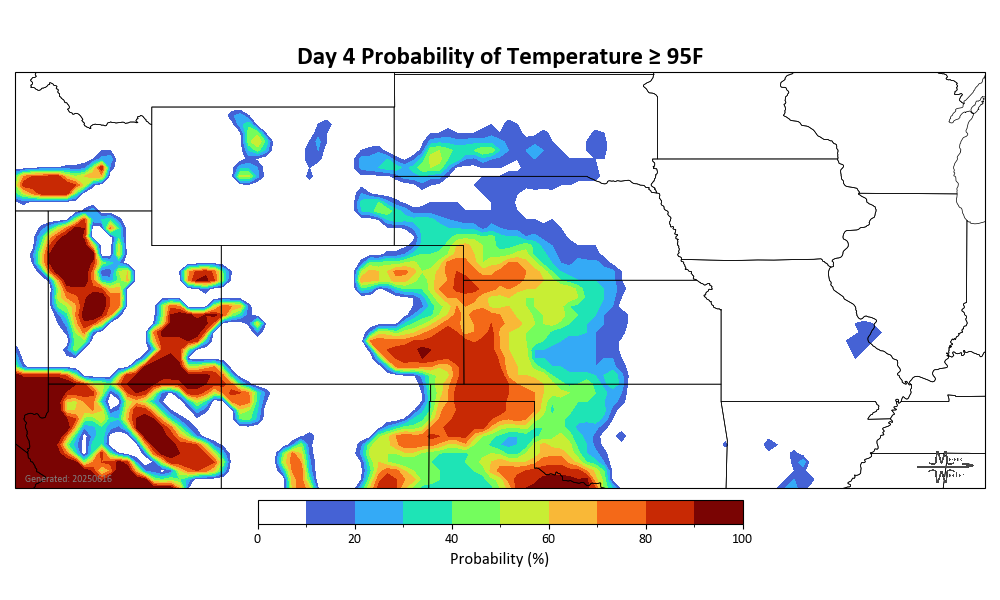 Day 4 Probability of Temperature ≥ 95F
Generated: 20250816
0 20 40 60 80 100
Probability (%)